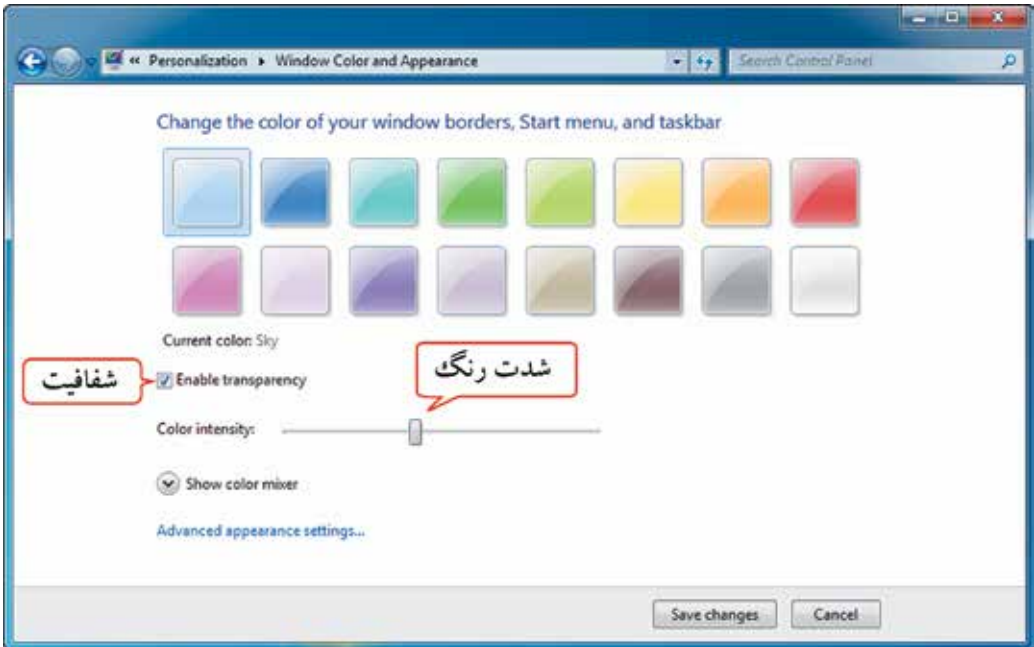 « Personalization ▸ Window Color and Appearance
Search Control Panel
Change the color of your window borders, Start menu, and taskbar
Current color: Sky
شفافیت
Enable transparency
شدت رنگ
Color intensity:
Show color mixer
Advanced appearance settings...
Save changes
Cancel